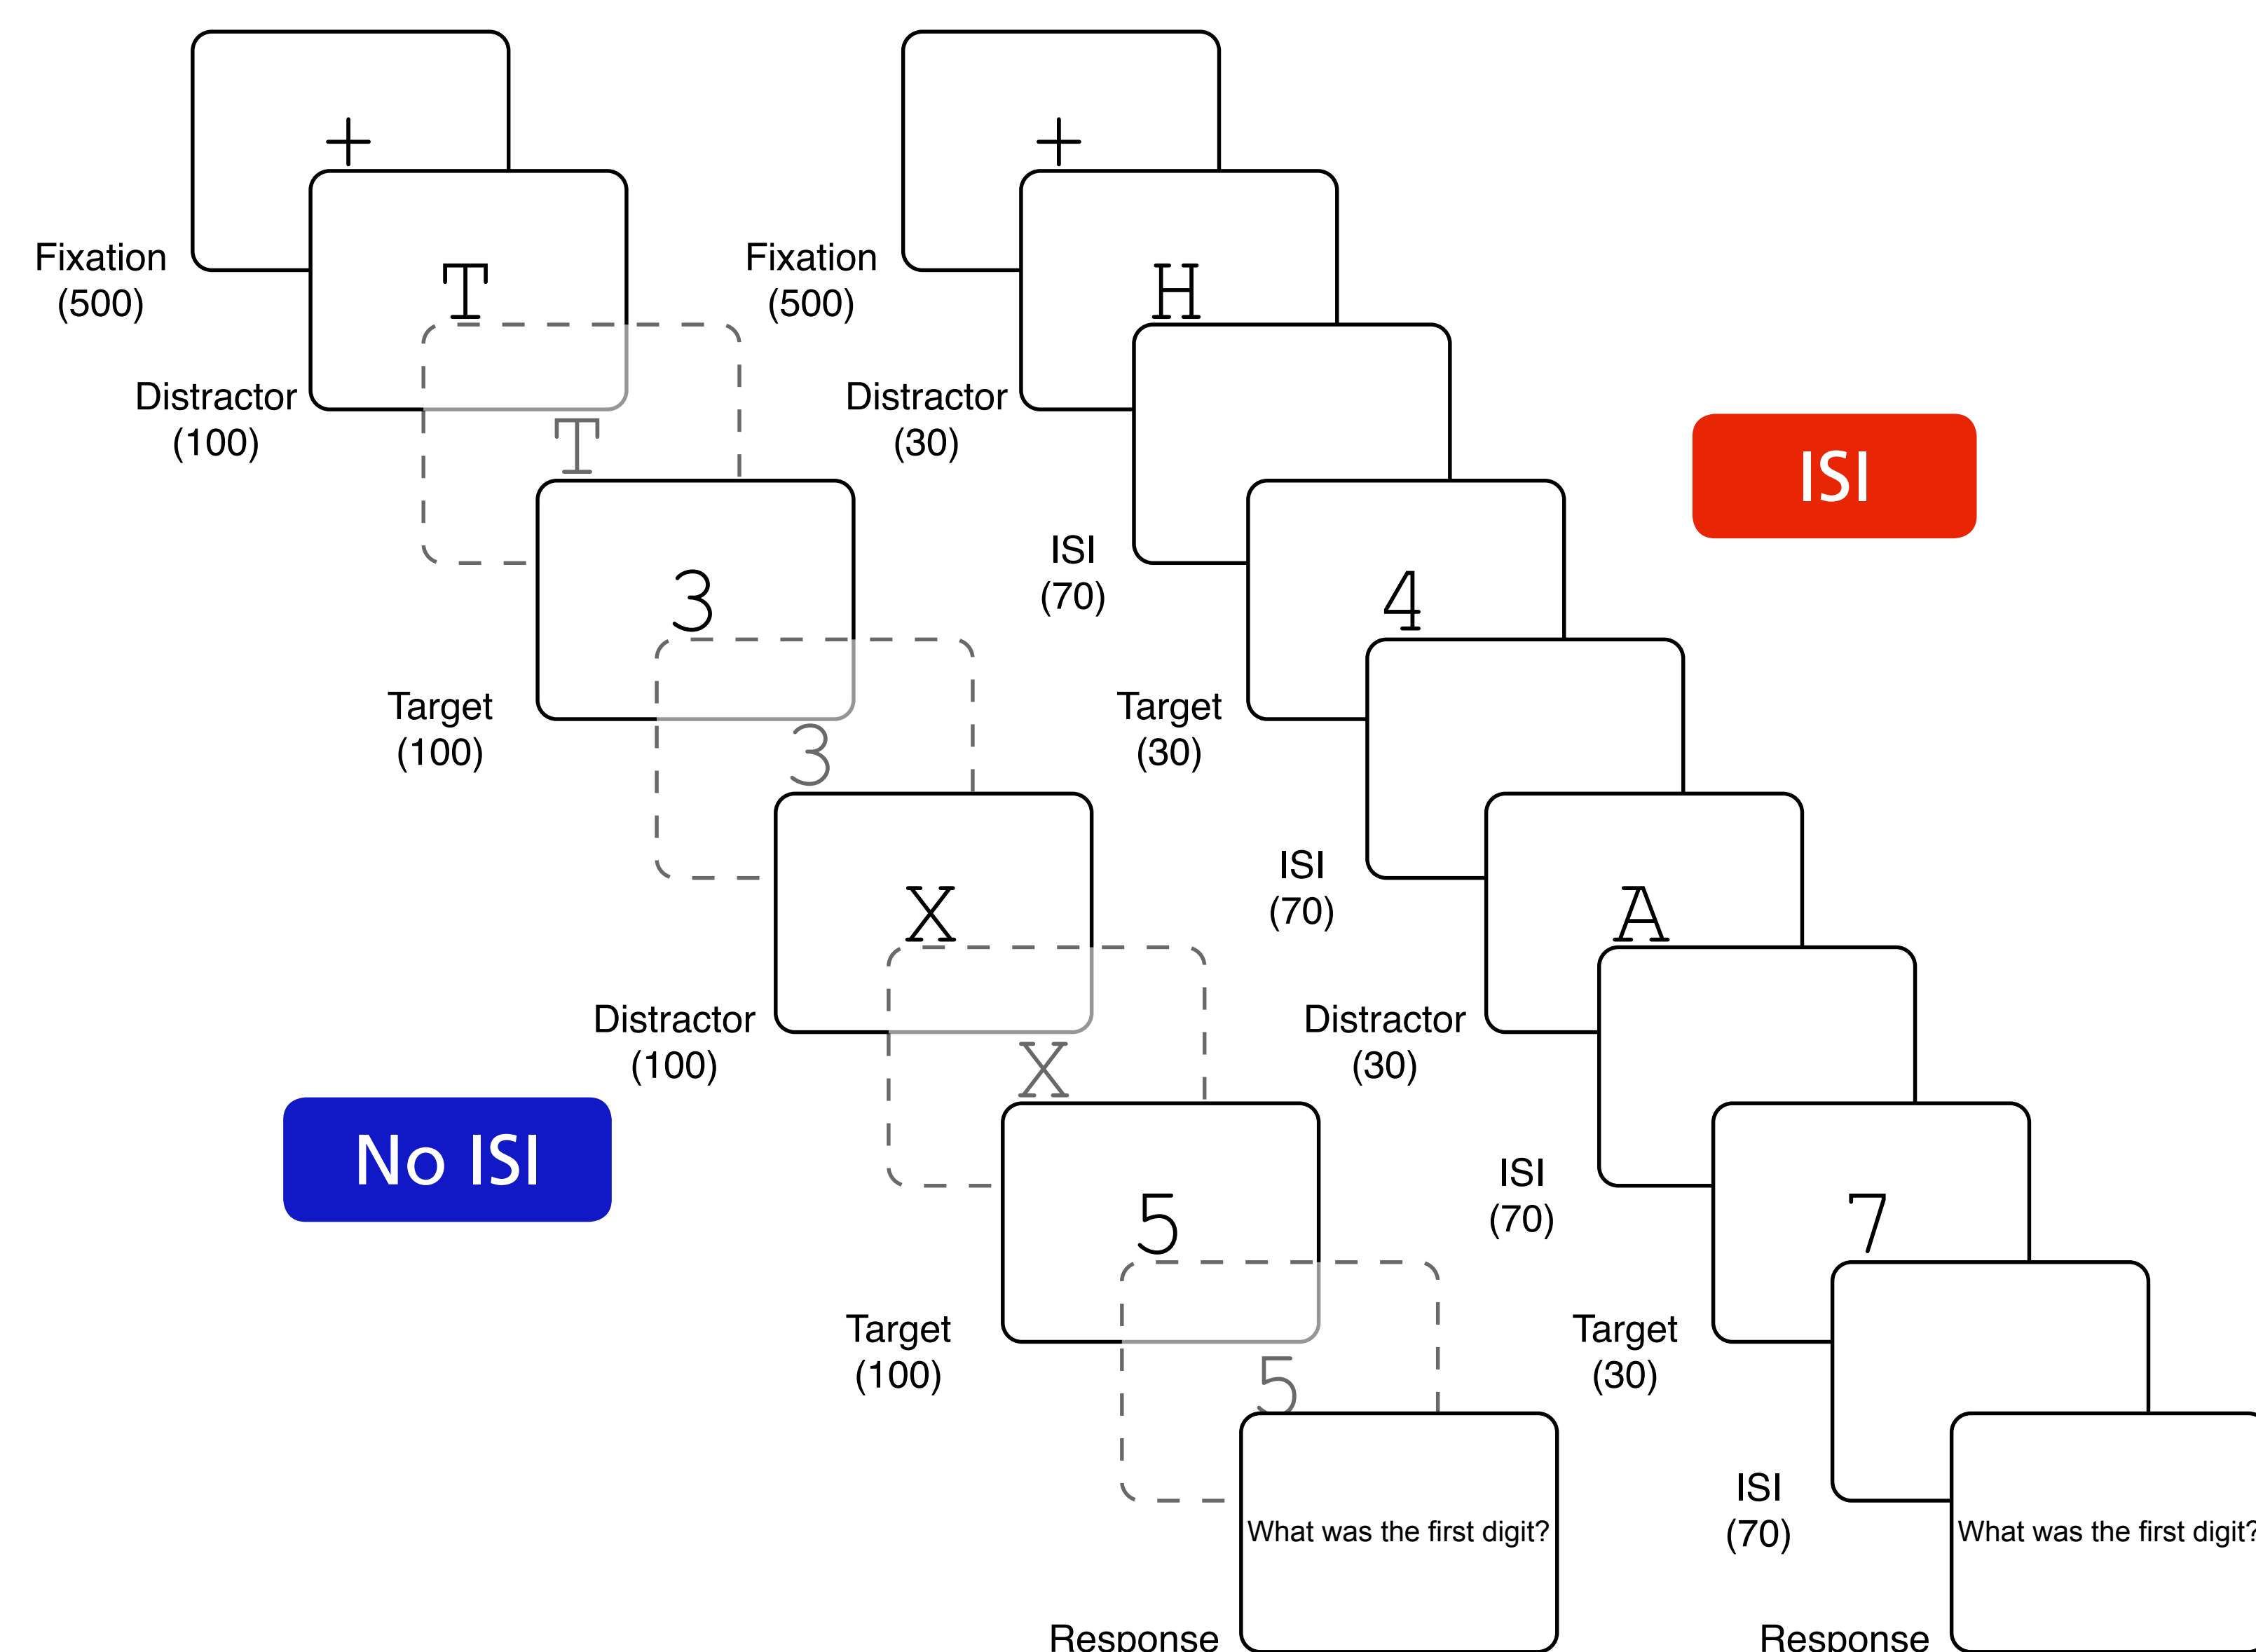 +
T
Fixation
(500)
Distractor
(100)
T
3
Target
(100)
3
X
Distractor
(100)
X
No ISI
5
Target
(100)
5
What was the first digit?
Response
+
H
Fixation
(500)
Distractor
(30)
ISI
ISI
(70)
4
Target
(30)
ISI
(70)
A
Distractor
(30)
ISI
(70)
7
Target
(30)
ISI
(70)
What was the first digit?
Response